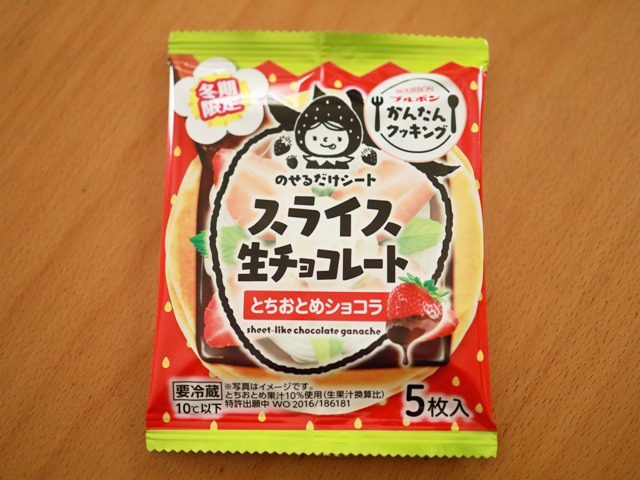 冬期
限定
BOURBON
ブルボン
かんたん
クッキング
のせるだけシート
スライス
生チョコレート
とちおとめショコラ
sheet-like chocolate ganache
要冷蔵
10℃以下
※写真はイメージです。
とちおとめ果汁10%使用(生果汁換算比)
特許出願中 WO 2016/186181
5枚入